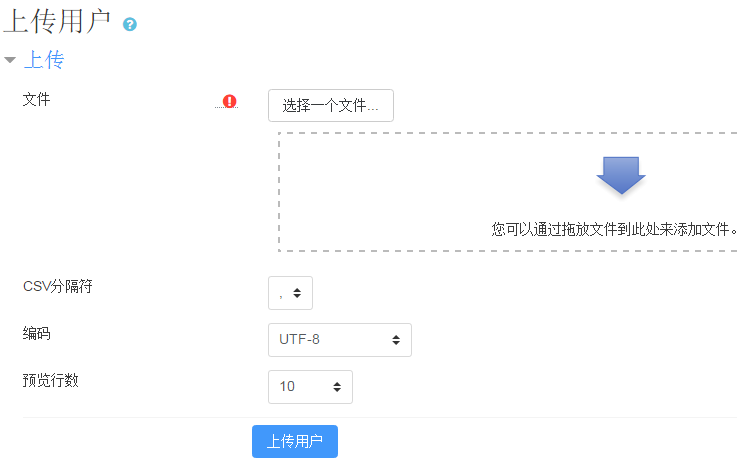 上传用户
上传
文件
选择一个文件...
您可以通过拖放文件到此处来添加文件。
CSV分隔符
,
编码
UTF-8
预览行数
10
上传用户